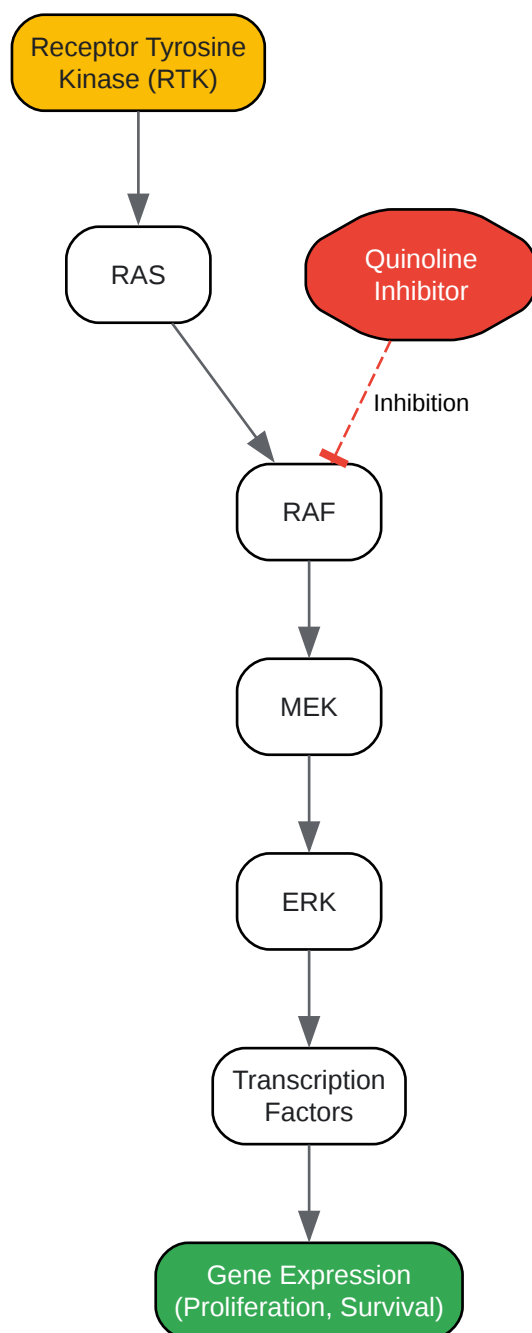 Receptor Tyrosine
Kinase (RTK)
RAS
Quinoline
Inhibitor
Inhibition
RAF
MEK
ERK
Transcription
Factors
Gene Expression
(Proliferation, Survival)